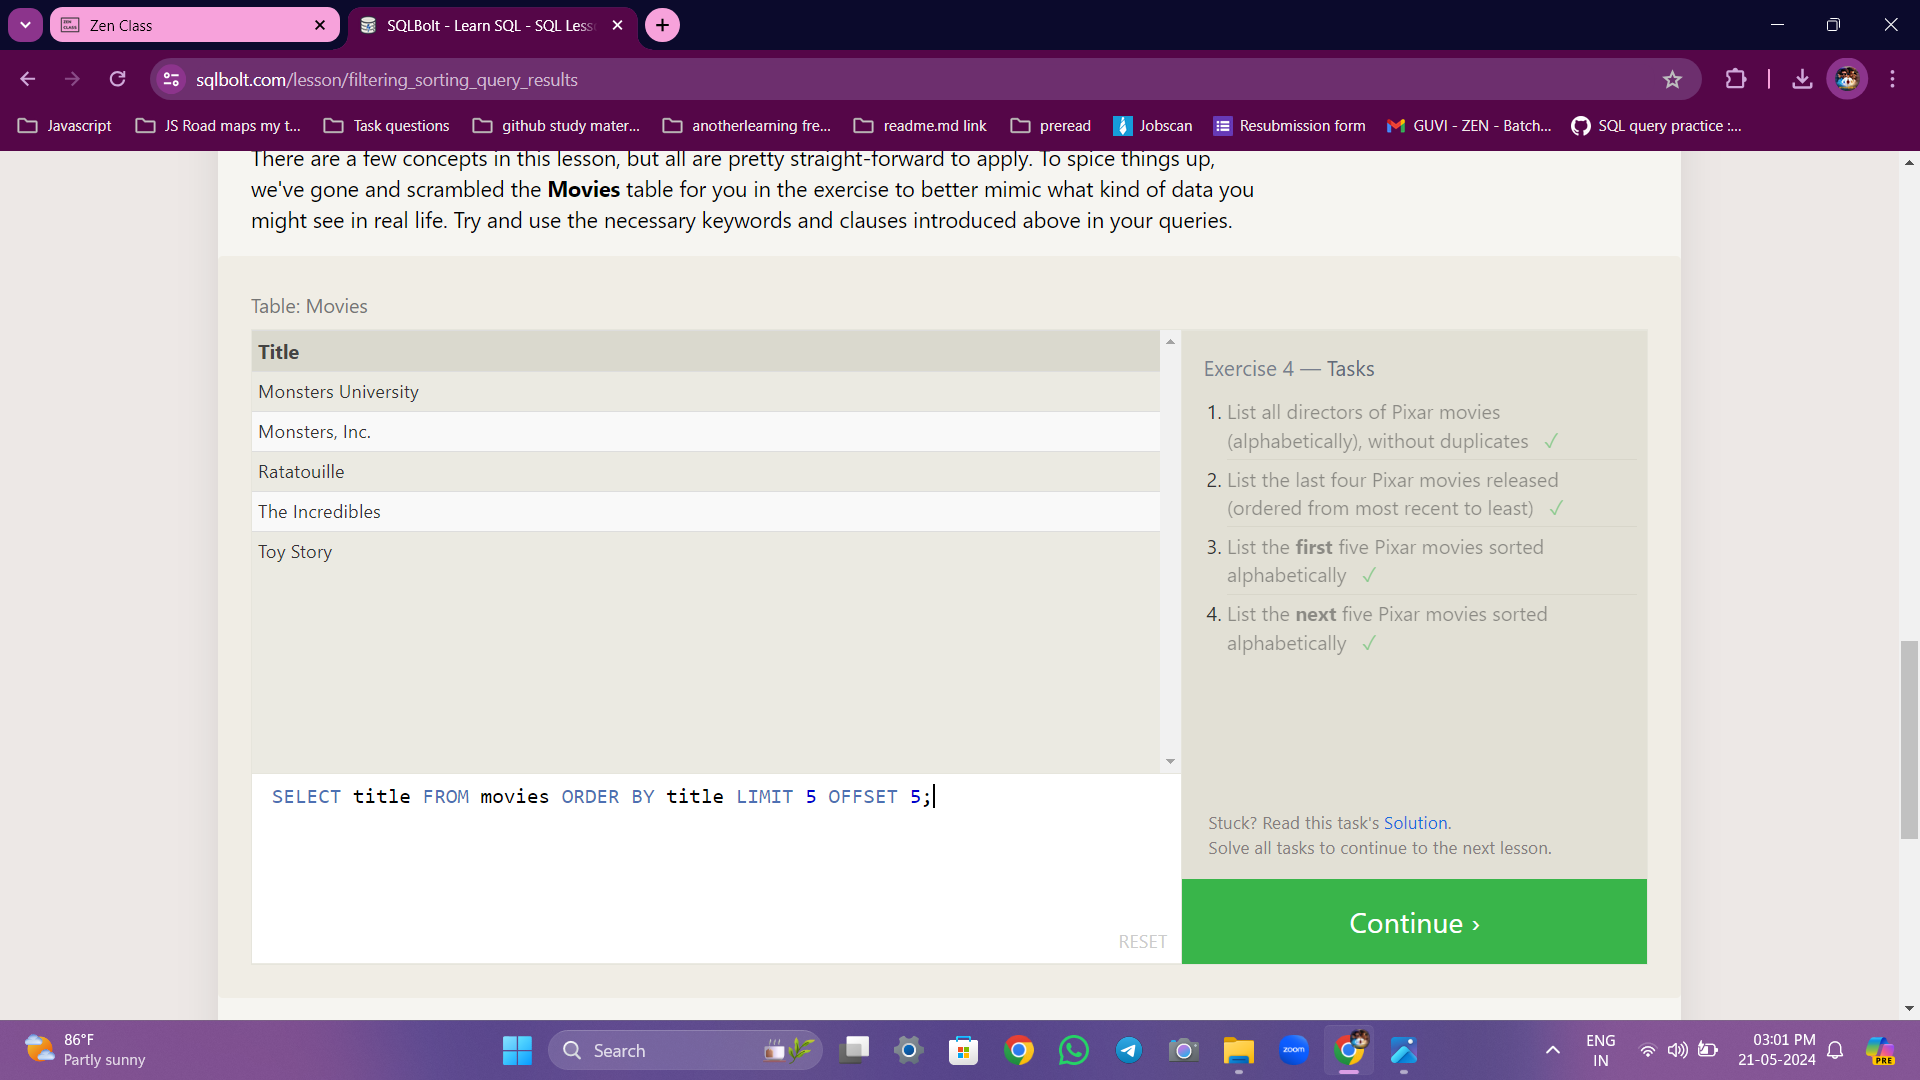 Zen Class
SQLBolt - Learn SQL - SQL Less
sqlbolt.com/lesson/filtering_sorting_query_results
Javascript
JS Road maps my t...
Task questions
github study mater...
anotherlearning fre...
readme.md link
preread
Jobscan
Resubmission form
GUVI - ZEN - Batch...
SQL query practice :...
There are a few concepts in this lesson, but all are pretty straight-forward to apply. To spice things up,
we've gone and scrambled the Movies table for you in the exercise to better mimic what kind of data you
might see in real life. Try and use the necessary keywords and clauses introduced above in your queries.
Table: Movies
Title
Monsters University
Monsters, Inc.
Ratatouille
The Incredibles
Toy Story
SELECT title FROM movies ORDER BY title LIMIT 5 OFFSET 5;
RESET
Exercise 4 — Tasks
1. List all directors of Pixar movies
(alphabetically), without duplicates ✓
2. List the last four Pixar movies released
(ordered from most recent to least) ✓
3. List the first five Pixar movies sorted
alphabetically ✓
4. List the next five Pixar movies sorted
alphabetically ✓
Stuck? Read this task's Solution.
Solve all tasks to continue to the next lesson.
Continue ›
86°F
Partly sunny
Search
zoom
ENG
IN
03:01 PM
21-05-2024
PRE